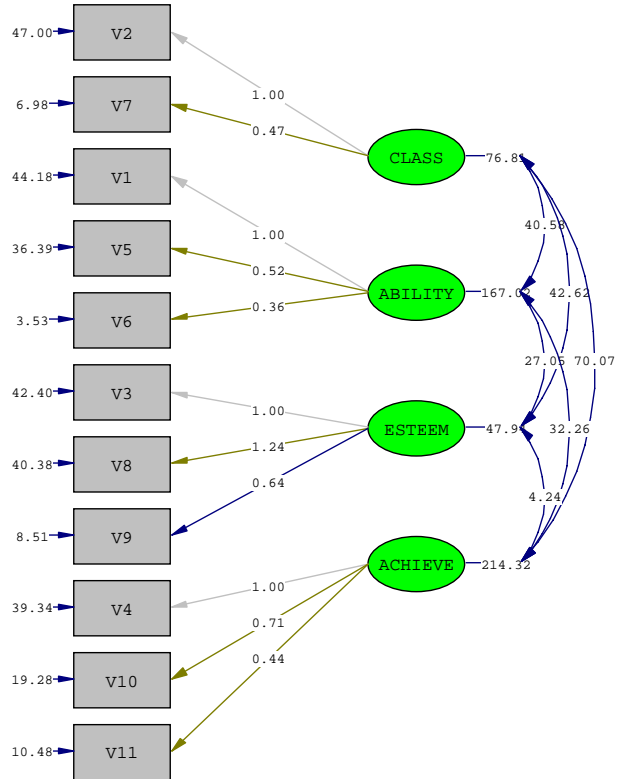 47.00 V2
1.00
6.98 V7
0.47
CLASS 76.81
44.18 V1
40.58
1.00
36.39 V5
0.52
ABILITY 167.02 42.62
3.53 V6
0.36
27.05 70.07
42.40 V3
1.00
ESTEEM 47.9 32.26
1.24
40.38 V8
0.64
4.24
8.51 V9
ACHIEVE 214.32
1.00
39.34 V4
0.71
0.44
19.28 V10
10.48 V11